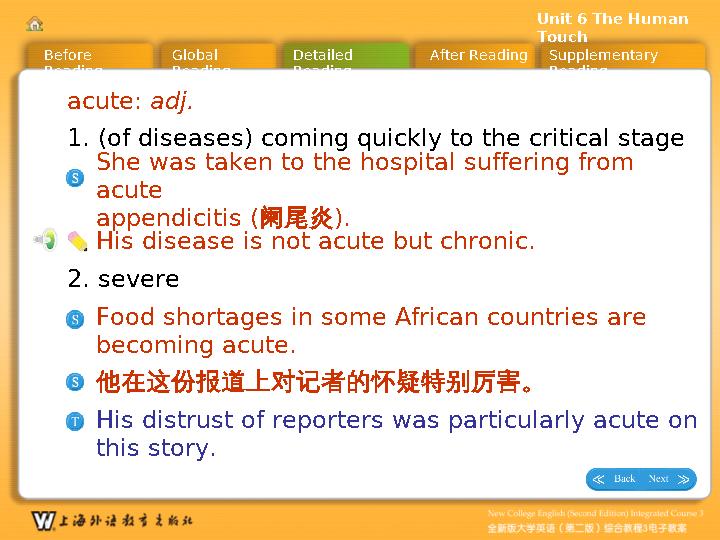 Unit 6 The Human
Touch
Before
Reading
Global
Reading
Detailed
Reading
After Reading
Supplementary
Reading
acute: adj.
1. (of diseases) coming quickly to the critical stage
S
She was taken to the hospital suffering from
acute
appendicitis (阑尾炎).
His disease is not acute but chronic.
2. severe
S
Food shortages in some African countries are
becoming acute.
S
他在这份报道上对记者的怀疑特别厉害。
T
His distrust of reporters was particularly acute on
this story.
Back Next
W 上海外语教育出版社
New College English (Second Edition) Integrated Course 3
全新版大学英语（第二版）综合教程3电子教案